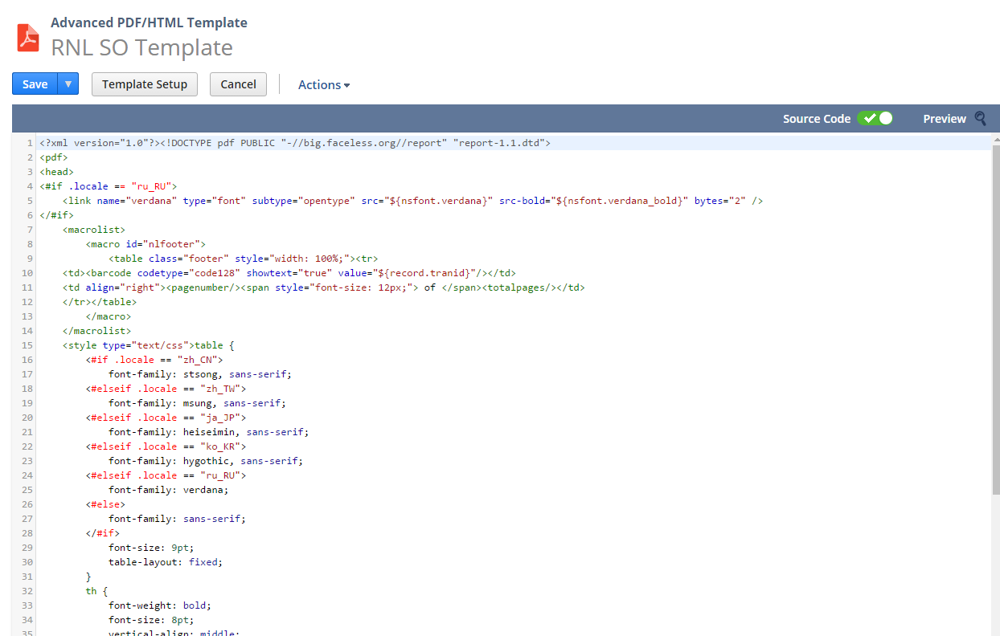 Advanced PDF/HTML Template
RNL SO Template
Save Template Setup Cancel Actions
Source Code Preview
1 <?xml version="1.0"?><!DOCTYPE pdf PUBLIC "-//big.faceless.org//report" "report-1.1.dtd">
2 <pdf>
3 <head>
4 <#if .locale == "ru_RU">
5     <link name="verdana" type="font" subtype="opentype" src="${nsfont.verdana}" src-bold="${nsfont.verdana_bold}" bytes="2" />
6 </#if>
7     <macrolist>
8         <macro id="nlfooter">
9             <table class="footer" style="width: 100%;"><tr>
10     <td><barcode codetype="code128" showtext="true" value="${record.tranid}"/></td>
11     <td align="right"><pagenumber/><span style="font-size: 12px;"> of </span><totalpages/></td>
12     </tr></table>
13         </macro>
14     </macrolist>
15     <style type="text/css">table {
16         <#if .locale == "zh_CN">
17             font-family: stsong, sans-serif;
18         <#elseif .locale == "zh_TW">
19             font-family: msung, sans-serif;
20         <#elseif .locale == "ja_JP">
21             font-family: heiseimin, sans-serif;
22         <#elseif .locale == "ko_KR">
23             font-family: hygothic, sans-serif;
24         <#elseif .locale == "ru_RU">
25             font-family: verdana;
26         <#else>
27             font-family: sans-serif;
28         </#if>
29             font-size: 9pt;
30             table-layout: fixed;
31         }
32         th {
33             font-weight: bold;
34             font-size: 8pt;
35             vertical-align: middle;